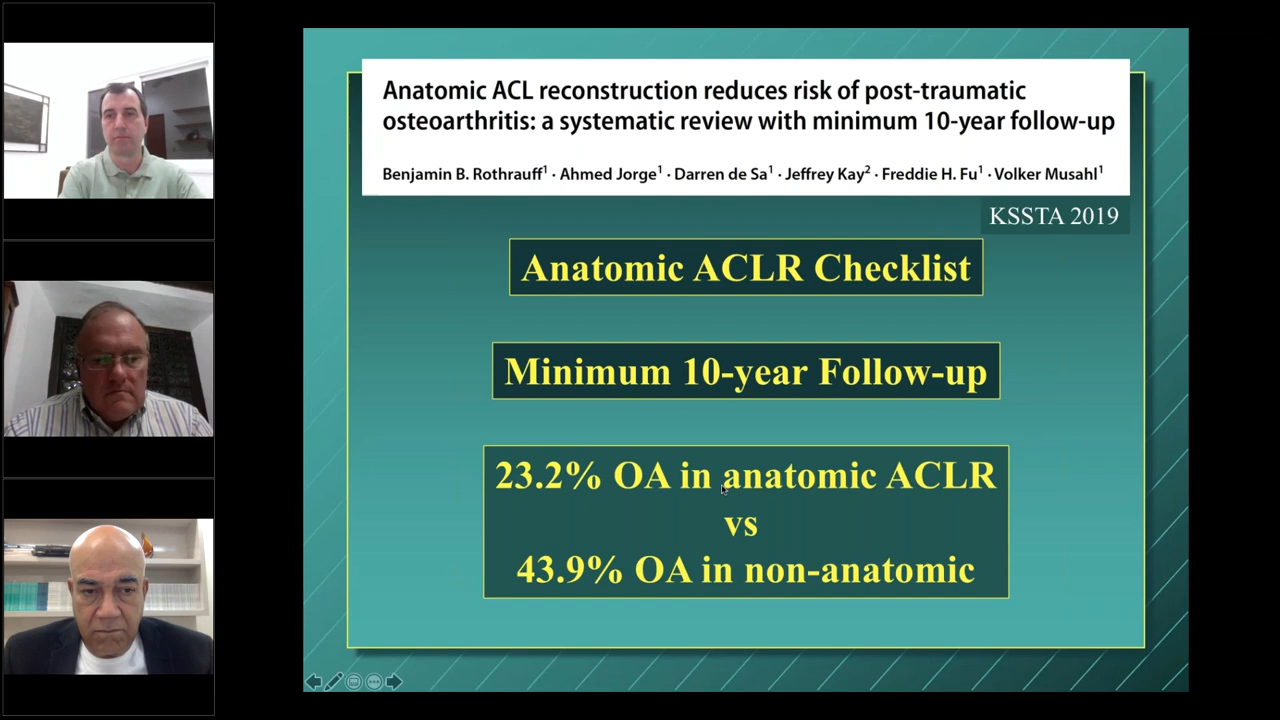 Anatomic ACL reconstruction reduces risk of post-traumatic
osteoarthritis: a systematic review with minimum 10-year follow-up
Benjamin B. Rothrauff¹ · Ahmed Jorge¹ · Darren de Sa¹ · Jeffrey Kay² · Freddie H. Fu¹ · Volker Musahl¹
KSSTA 2019
Anatomic ACLR Checklist
Minimum 10-year Follow-up
23.2% OA in anatomic ACLR
vs
43.9% OA in non-anatomic